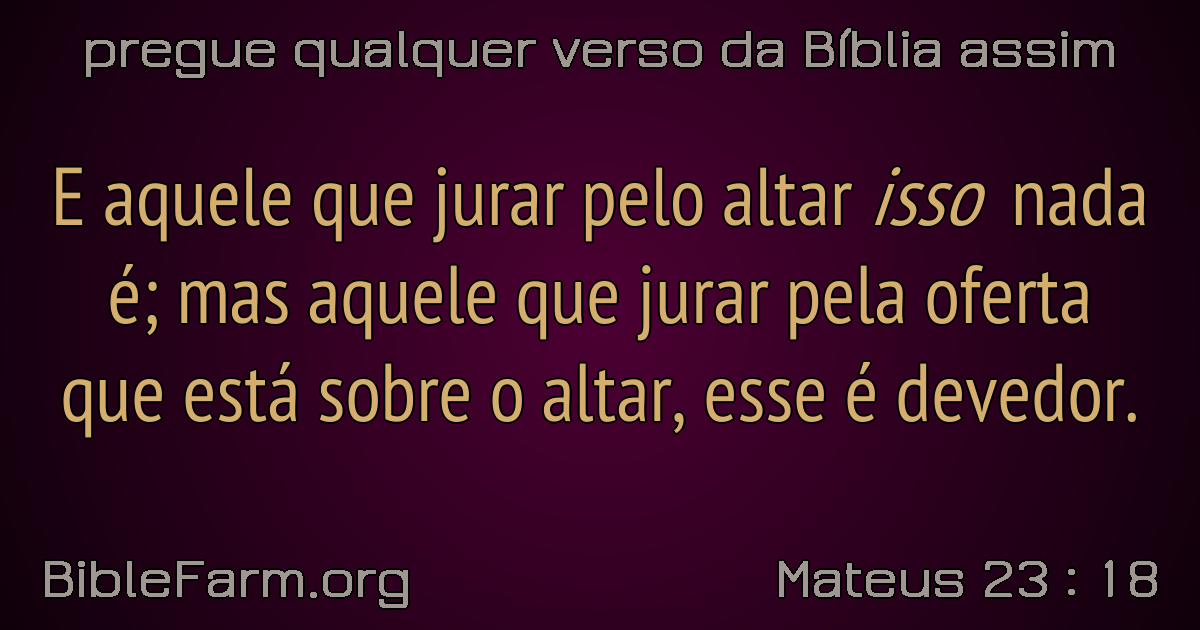 pregue qualquer verso da Bíblia assim
E aquele que jurar pelo altar isso nada
é; mas aquele que jurar pela oferta
que está sobre o altar, esse é devedor.
BibleFarm.org
Mateus 23 : 18